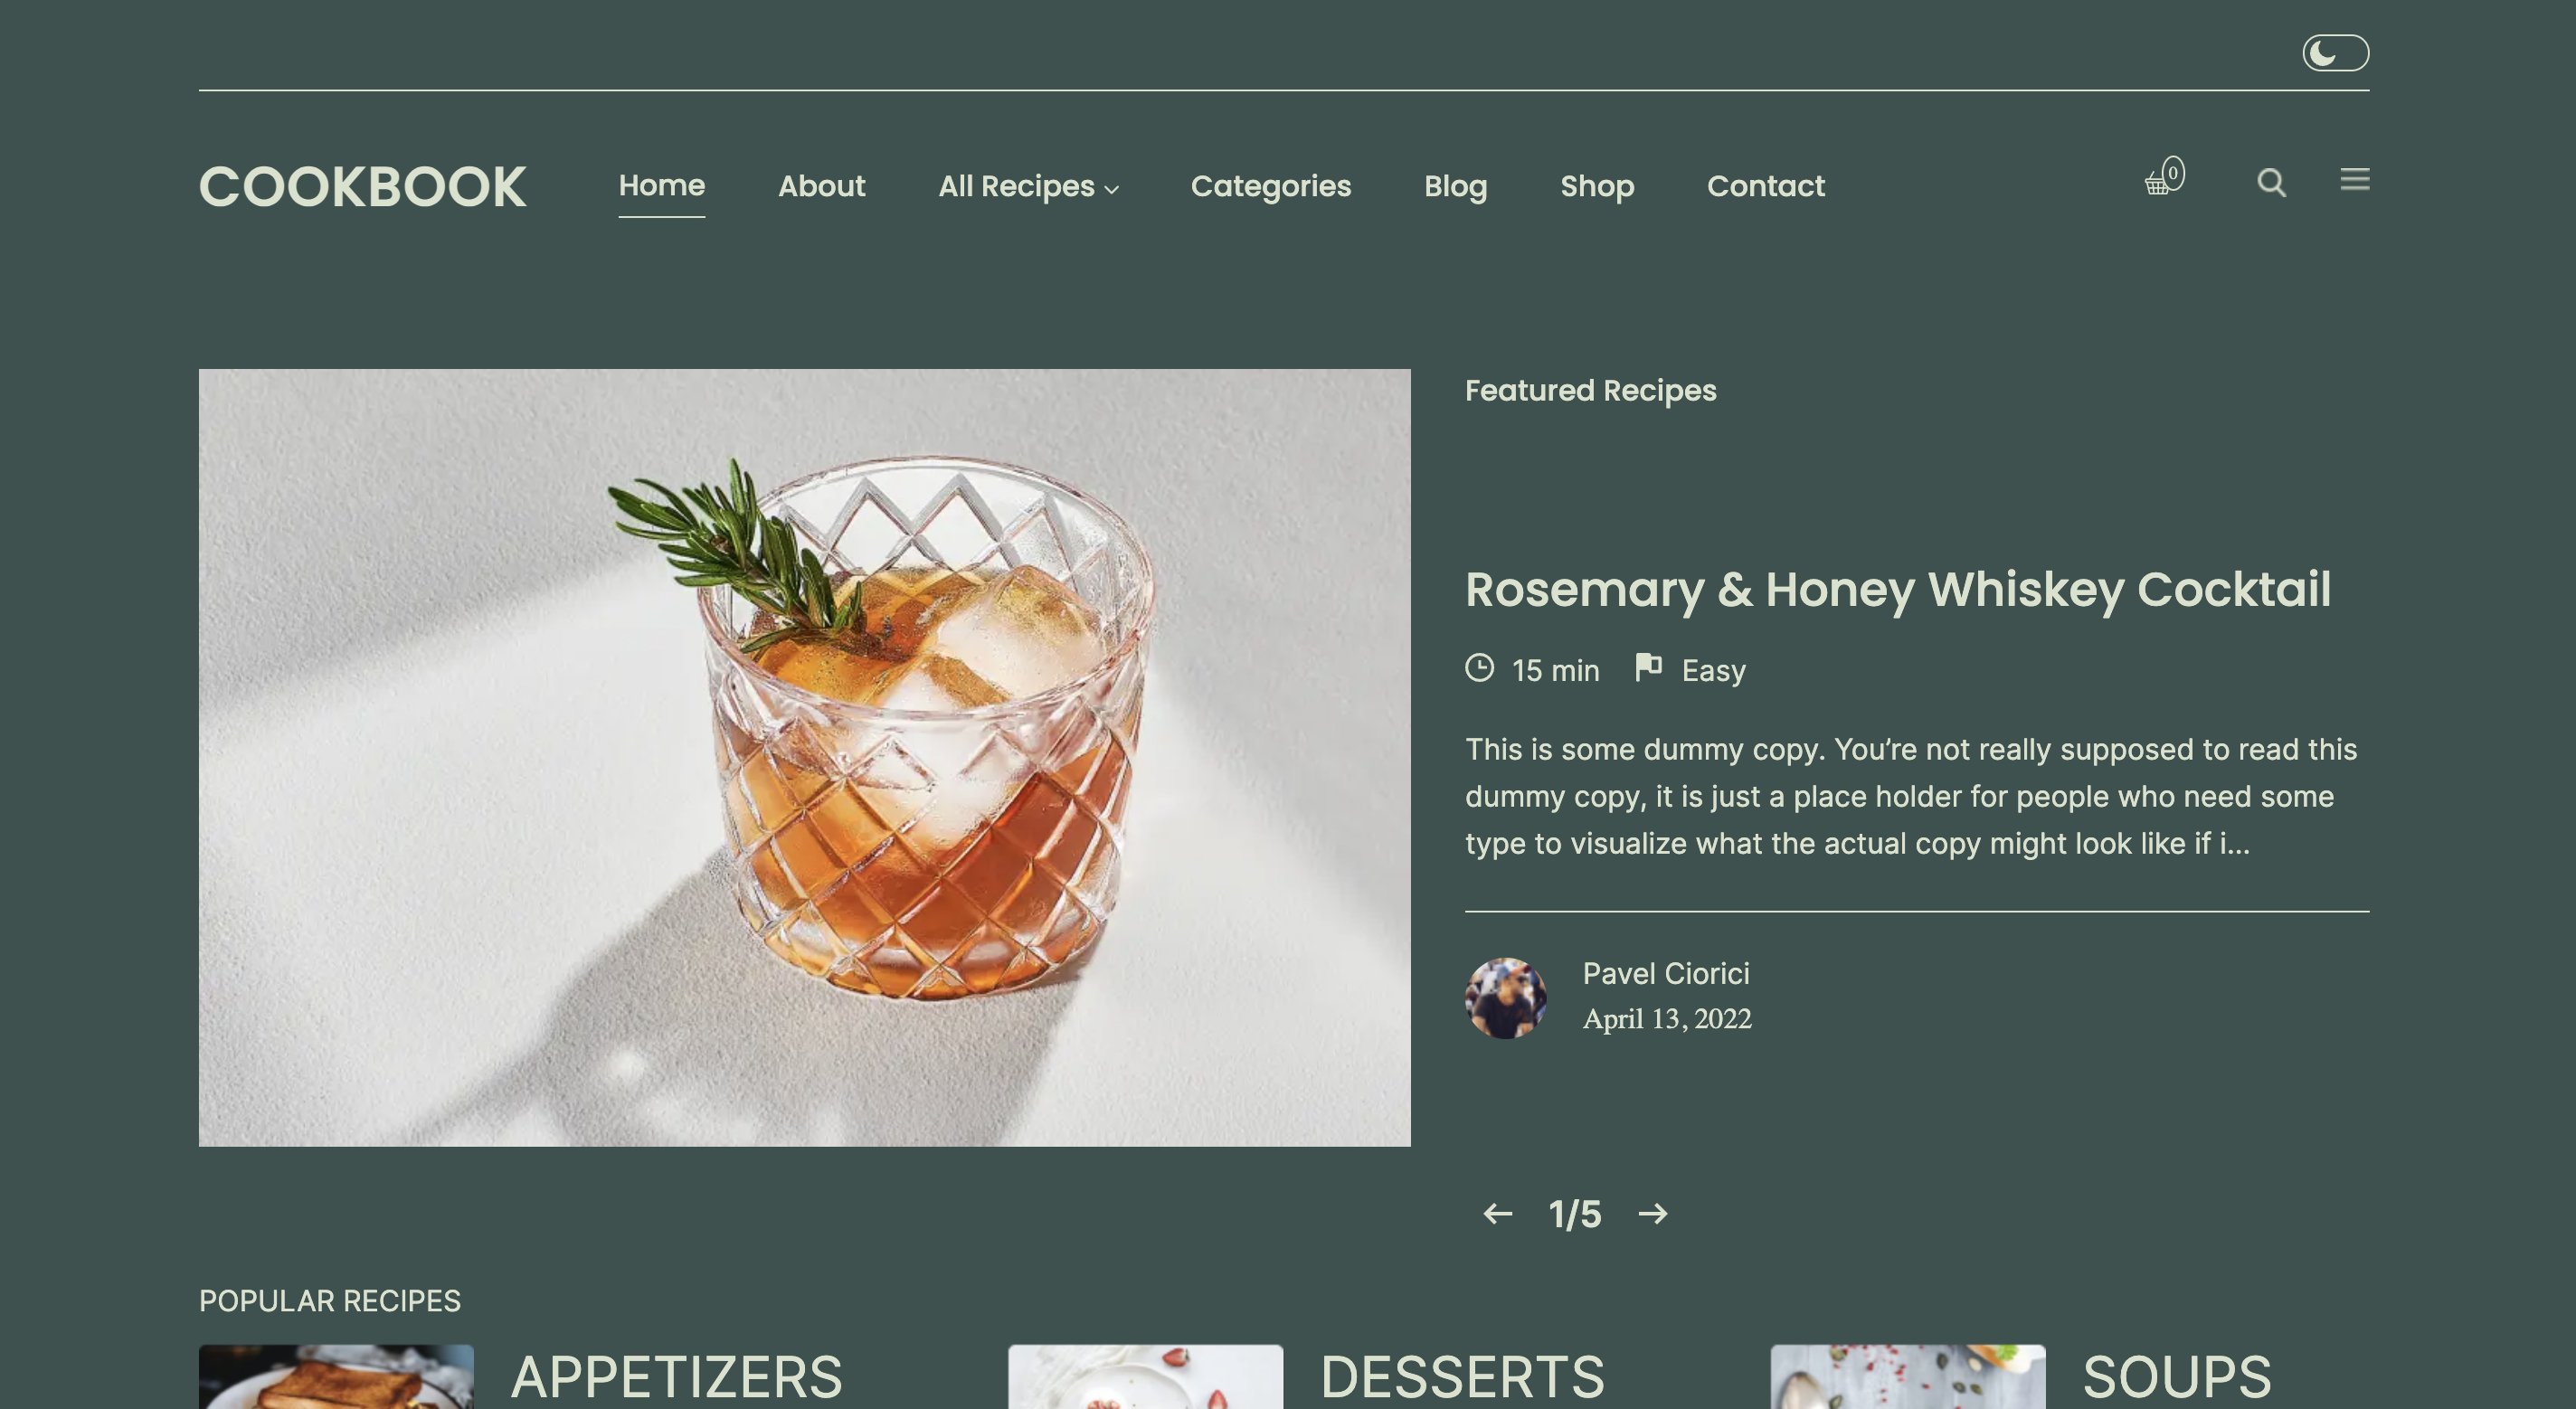 COOKBOOK
Home
About
All Recipes
Categories
Blog
Shop
Contact
0
Featured Recipes
Rosemary & Honey Whiskey Cocktail
15 min
Easy
This is some dummy copy. You’re not really supposed to read this
dummy copy, it is just a place holder for people who need some
type to visualize what the actual copy might look like if i...
Pavel Ciorici
April 13, 2022
1/5
POPULAR RECIPES
APPETIZERS
DESSERTS
SOUPS